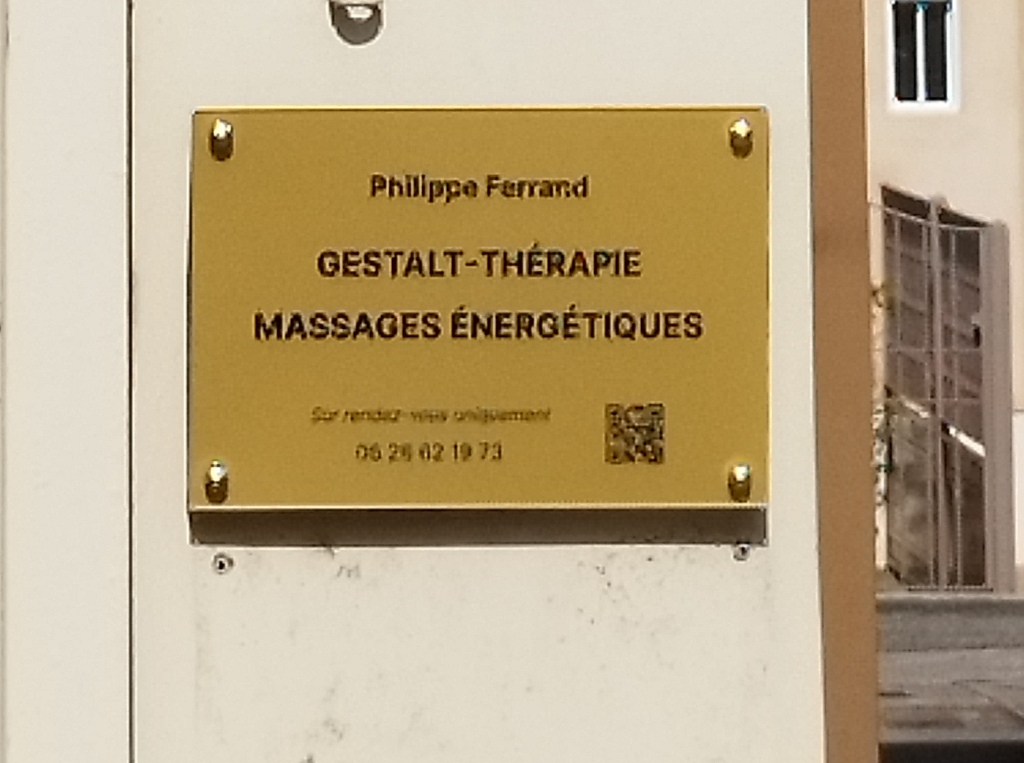 Philippe Ferrand
GESTALT-THÉRAPIE
MASSAGES ÉNERGÉTIQUES
Sur rendez-vous uniquement
06 26 62 19 73